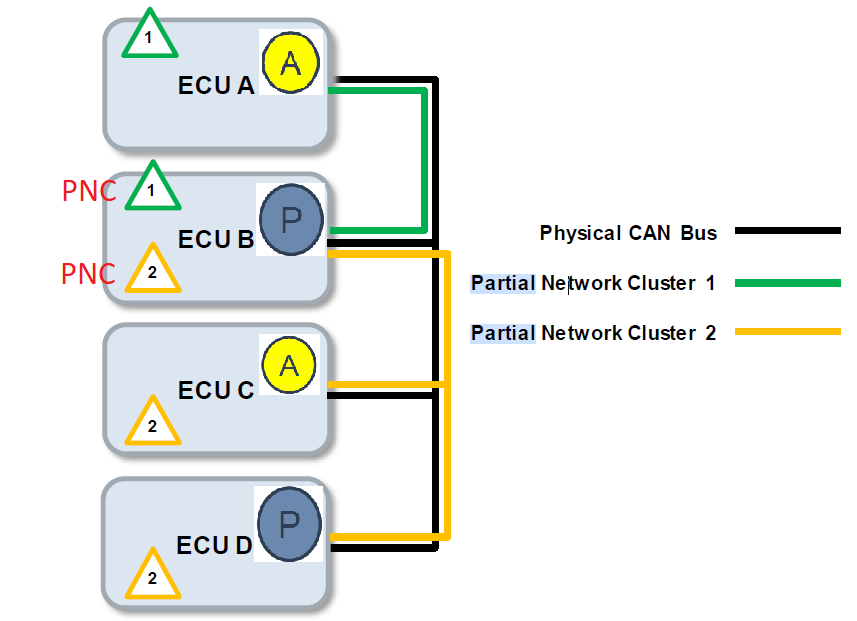 1
A
ECU A
PNC
1
P
ECU B
PNC
2
A
ECU C
2
P
ECU D
2
Physical CAN Bus
Partial Network Cluster 1
Partial Network Cluster 2